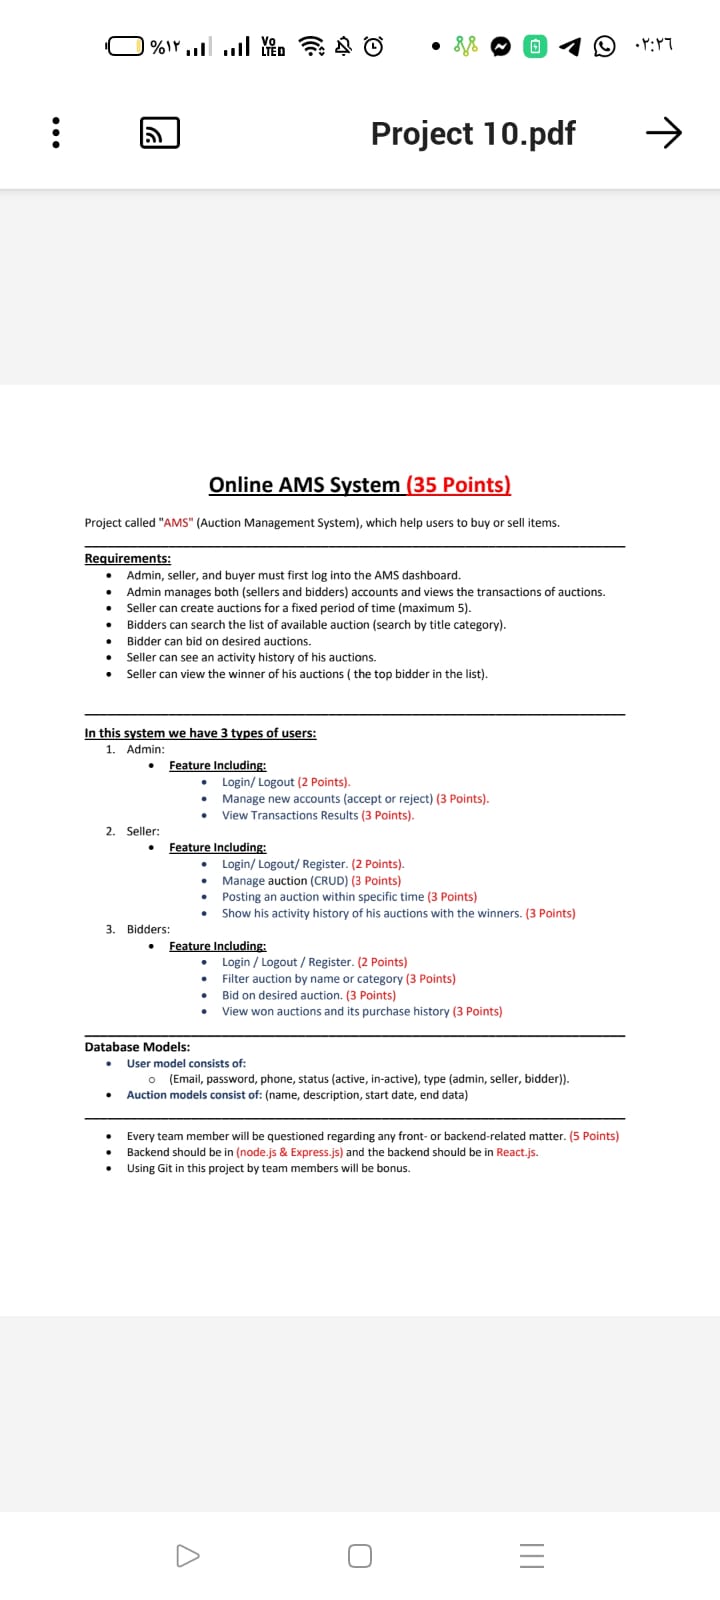 %١٢ Vo LTED ٠٢:٢٦
Project 10.pdf
Online AMS System (35 Points)
Project called "AMS" (Auction Management System), which help users to buy or sell items.
Requirements:
• Admin, seller, and buyer must first log into the AMS dashboard.
• Admin manages both (sellers and bidders) accounts and views the transactions of auctions.
• Seller can create auctions for a fixed period of time (maximum 5).
• Bidders can search the list of available auction (search by title category).
• Bidder can bid on desired auctions.
• Seller can see an activity history of his auctions.
• Seller can view the winner of his auctions ( the top bidder in the list).
In this system we have 3 types of users:
1. Admin:
• Feature Including:
• Login/ Logout (2 Points).
• Manage new accounts (accept or reject) (3 Points).
• View Transactions Results (3 Points).
2. Seller:
• Feature Including:
• Login/ Logout/ Register. (2 Points).
• Manage auction (CRUD) (3 Points)
• Posting an auction within specific time (3 Points)
• Show his activity history of his auctions with the winners. (3 Points)
3. Bidders:
• Feature Including:
• Login / Logout / Register. (2 Points)
• Filter auction by name or category (3 Points)
• Bid on desired auction. (3 Points)
• View won auctions and its purchase history (3 Points)
Database Models:
• User model consists of:
o (Email, password, phone, status (active, in-active), type (admin, seller, bidder)).
• Auction models consist of: (name, description, start date, end data)
• Every team member will be questioned regarding any front- or backend-related matter. (5 Points)
• Backend should be in (node.js & Express.js) and the backend should be in React.js.
• Using Git in this project by team members will be bonus.